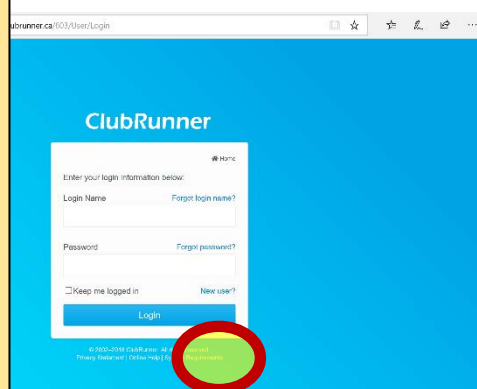 ubrunner.ca/603/User/Login
ClubRunner
Home
Enter your login information below:
Login Name Forgot login name?
Password Forgot password?
Keep me logged in New user?
Login
© 2002–2018 ClubRunner. All
Privacy Statement | Online Help | Requirements